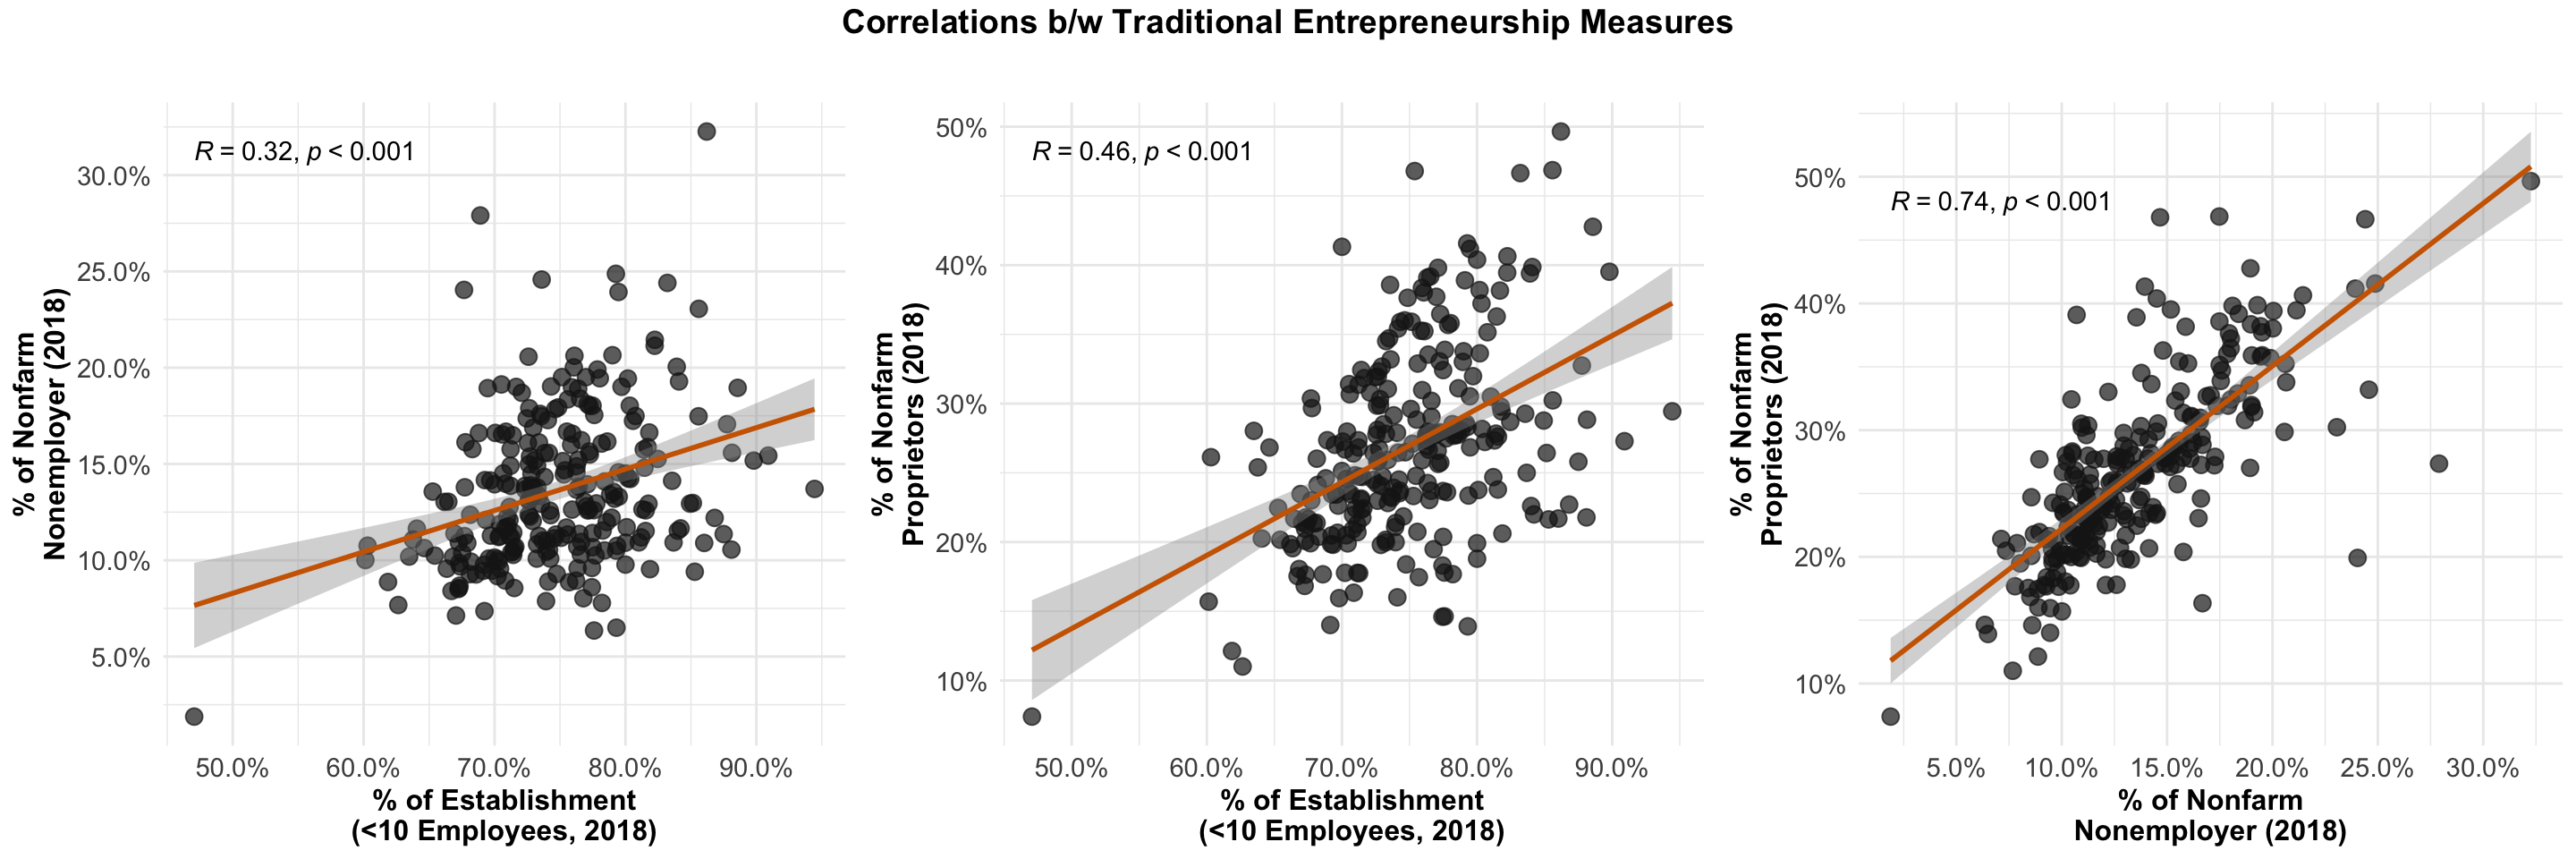 Correlations b/w Traditional Entrepreneurship Measures
R = 0.32, p < 0.001
30.0%
25.0%
20.0%
15.0%
10.0%
5.0%
% of Nonfarm
Nonemployer (2018)
50.0% 60.0% 70.0% 80.0% 90.0%
% of Establishment
(<10 Employees, 2018)
R = 0.46, p < 0.001
50%
40%
30%
20%
10%
% of Nonfarm
Proprietors (2018)
50.0% 60.0% 70.0% 80.0% 90.0%
% of Establishment
(<10 Employees, 2018)
R = 0.74, p < 0.001
50%
40%
30%
20%
10%
% of Nonfarm
Proprietors (2018)
5.0% 10.0% 15.0% 20.0% 25.0% 30.0%
% of Nonfarm
Nonemployer (2018)